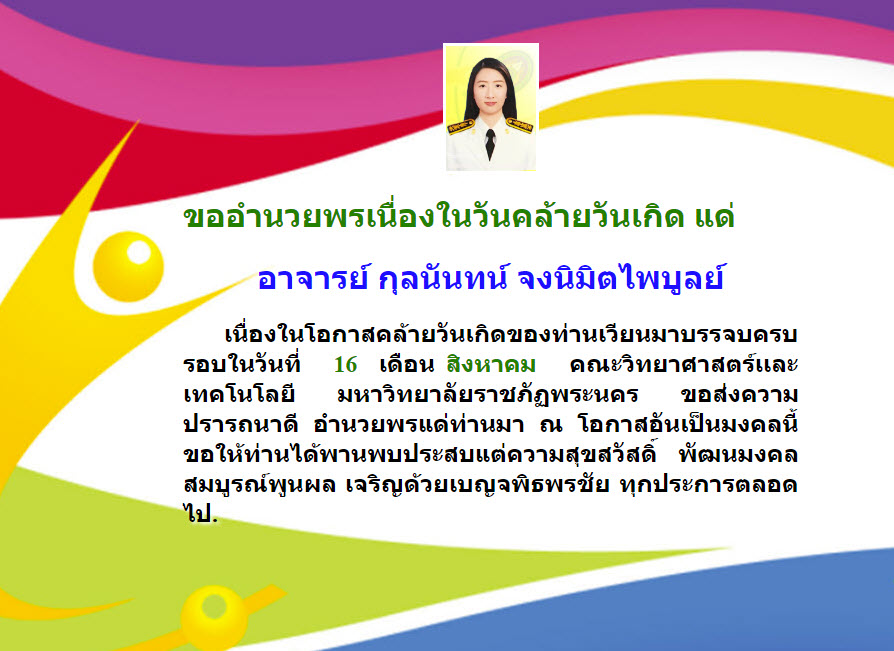 ขออำนวยพรเนื่องในวันคล้ายวันเกิด แด่
อาจารย์ กุลนันทน์ จงนิมิตไพบูลย์
เนื่องในโอกาสคล้ายวันเกิดของท่านเวียนมาบรรจบครบ
รอบในวันที่ 16 เดือน สิงหาคม คณะวิทยาศาสตร์และ
เทคโนโลยี มหาวิทยาลัยราชภัฏพระนคร ขอส่งความ
ปรารถนาดี อำนวยพรแด่ท่านมา ณ โอกาสอันเป็นมงคลนี้
ขอให้ท่านได้พานพบประสบแต่ความสุขสวัสดิ์ พัฒนมงคล
สมบูรณ์พูนผล เจริญด้วยเบญจพิธพรชัย ทุกประการตลอด
ไป.